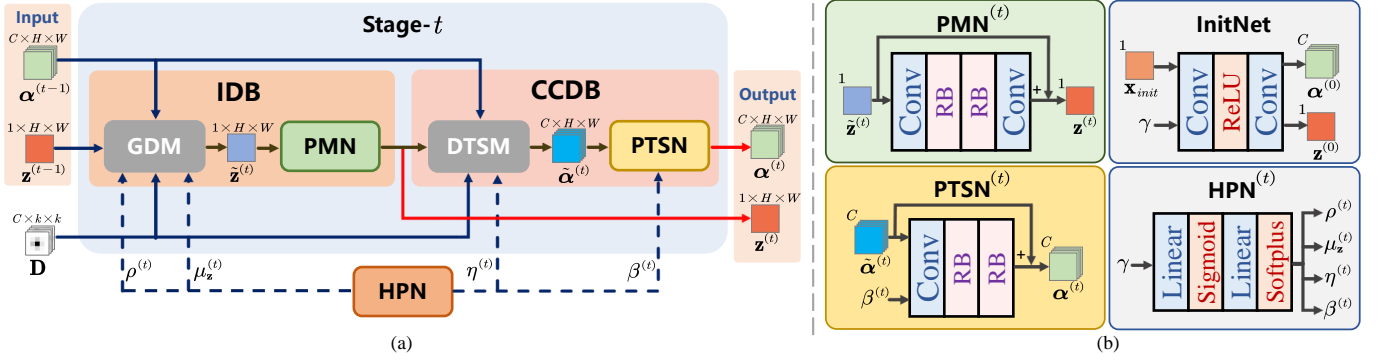 Input
Stage-t
C×H×W
α^(t−1)
1×H×W
z^(t−1)
C×k×k
D
IDB
GDM
1×H×W
z̃^(t)
PMN
CCDB
DTSM
C×H×W
α̃^(t)
PTSN
Output
C×H×W
α^(t)
1×H×W
z^(t)
ρ^(t)
μ_z^(t)
HPN
η^(t)
β^(t)
(a)
PMN^(t)
1
z̃^(t)
Conv
RB
RB
Conv
+
1
z^(t)
InitNet
1
x_init
γ
Conv
ReLU
Conv
C
α^(0)
1
z^(0)
PTSN^(t)
C
α̃^(t)
β^(t)
Conv
RB
RB
+
C
α^(t)
HPN^(t)
γ
Linear
Sigmoid
Linear
Softplus
ρ^(t)
μ_z^(t)
η^(t)
β^(t)
(b)